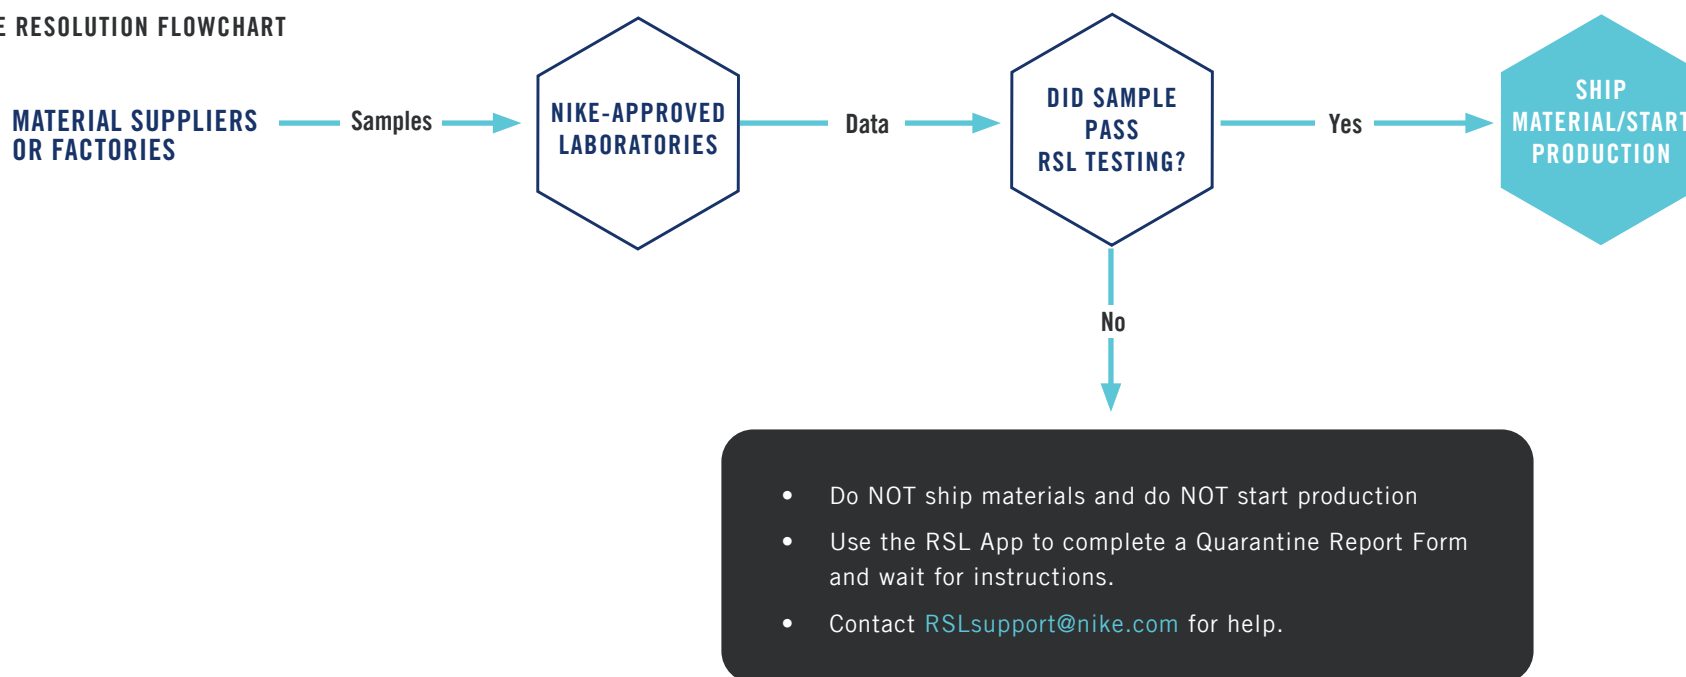 E RESOLUTION FLOWCHART
MATERIAL SUPPLIERS
OR FACTORIES
Samples
NIKE-APPROVED
LABORATORIES
Data
DID SAMPLE
PASS
RSL TESTING?
Yes
SHIP
MATERIAL/START
PRODUCTION
No
• Do NOT ship materials and do NOT start production
• Use the RSL App to complete a Quarantine Report Form
and wait for instructions.
• Contact RSLsupport@nike.com for help.